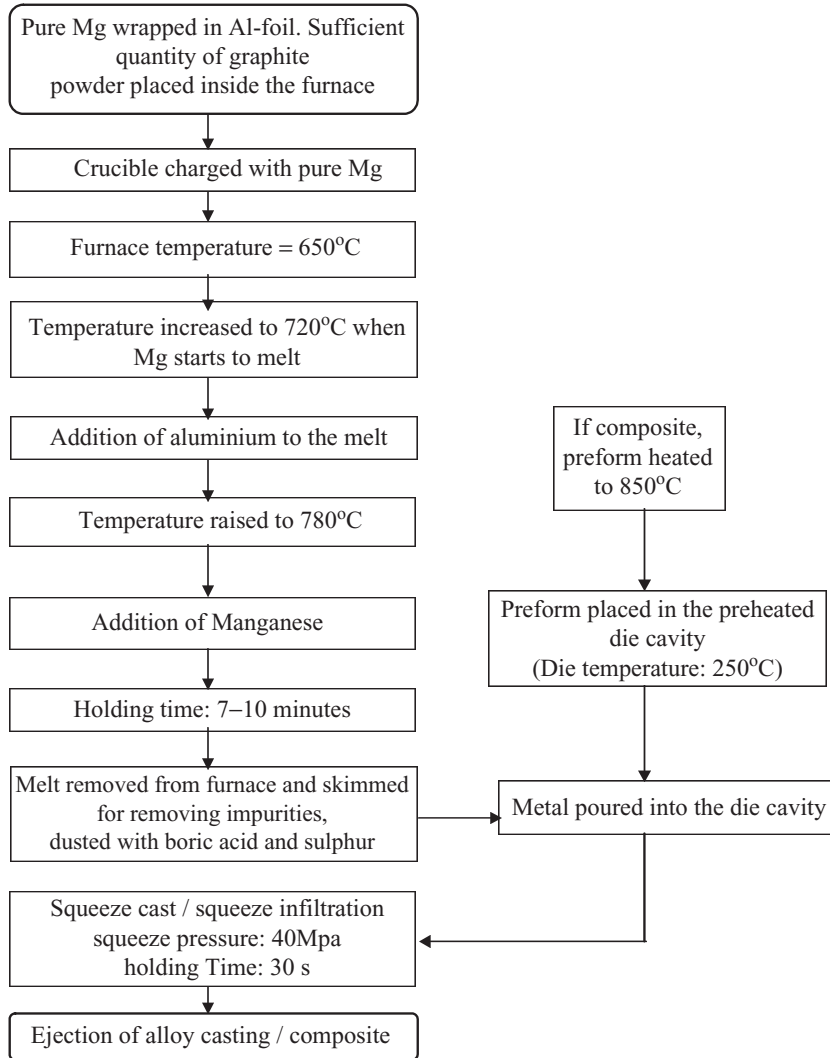 Pure Mg wrapped in Al-foil. Sufficient
quantity of graphite
powder placed inside the furnace
Crucible charged with pure Mg
Furnace temperature = 650°C
Temperature increased to 720°C when
Mg starts to melt
Addition of aluminium to the melt
Temperature raised to 780°C
Addition of Manganese
Holding time: 7–10 minutes
Melt removed from furnace and skimmed
for removing impurities,
dusted with boric acid and sulphur
If composite,
preform heated
to 850°C
Preform placed in the preheated
die cavity
(Die temperature: 250°C)
Metal poured into the die cavity
Squeeze cast / squeeze infiltration
squeeze pressure: 40Mpa
holding Time: 30 s
Ejection of alloy casting / composite